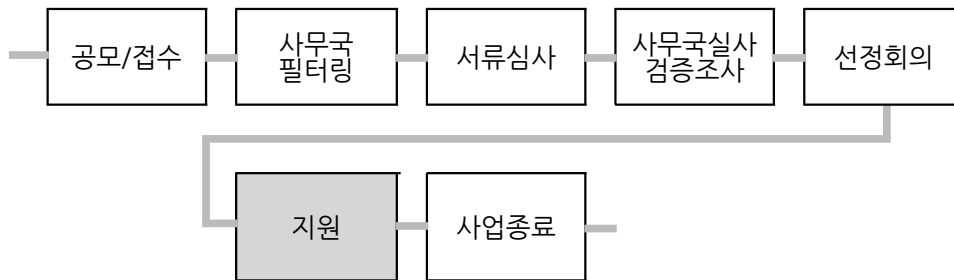 공모/접수
사무국
필터링
서류심사
사무국실사
검증조사
선정회의
지원
사업종료